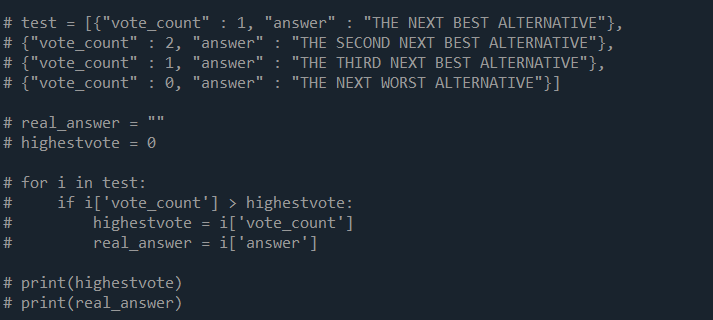 # test = [{"vote_count" : 1, "answer" : "THE NEXT BEST ALTERNATIVE"},
# {"vote_count" : 2, "answer" : "THE SECOND NEXT BEST ALTERNATIVE"},
# {"vote_count" : 1, "answer" : "THE THIRD NEXT BEST ALTERNATIVE"},
# {"vote_count" : 0, "answer" : "THE NEXT WORST ALTERNATIVE"}]
# real_answer = ""
# highestvote = 0
# for i in test:
#     if i['vote_count'] > highestvote:
#         highestvote = i['vote_count']
#         real_answer = i['answer']
# print(highestvote)
# print(real_answer)